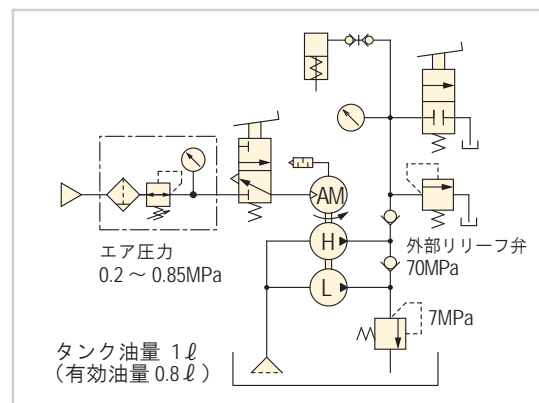 AM
H
L
エア圧力
0.2 ～ 0.85MPa
外部リリーフ弁
70MPa
7MPa
タンク油量 1ℓ
（有効油量 0.8ℓ）